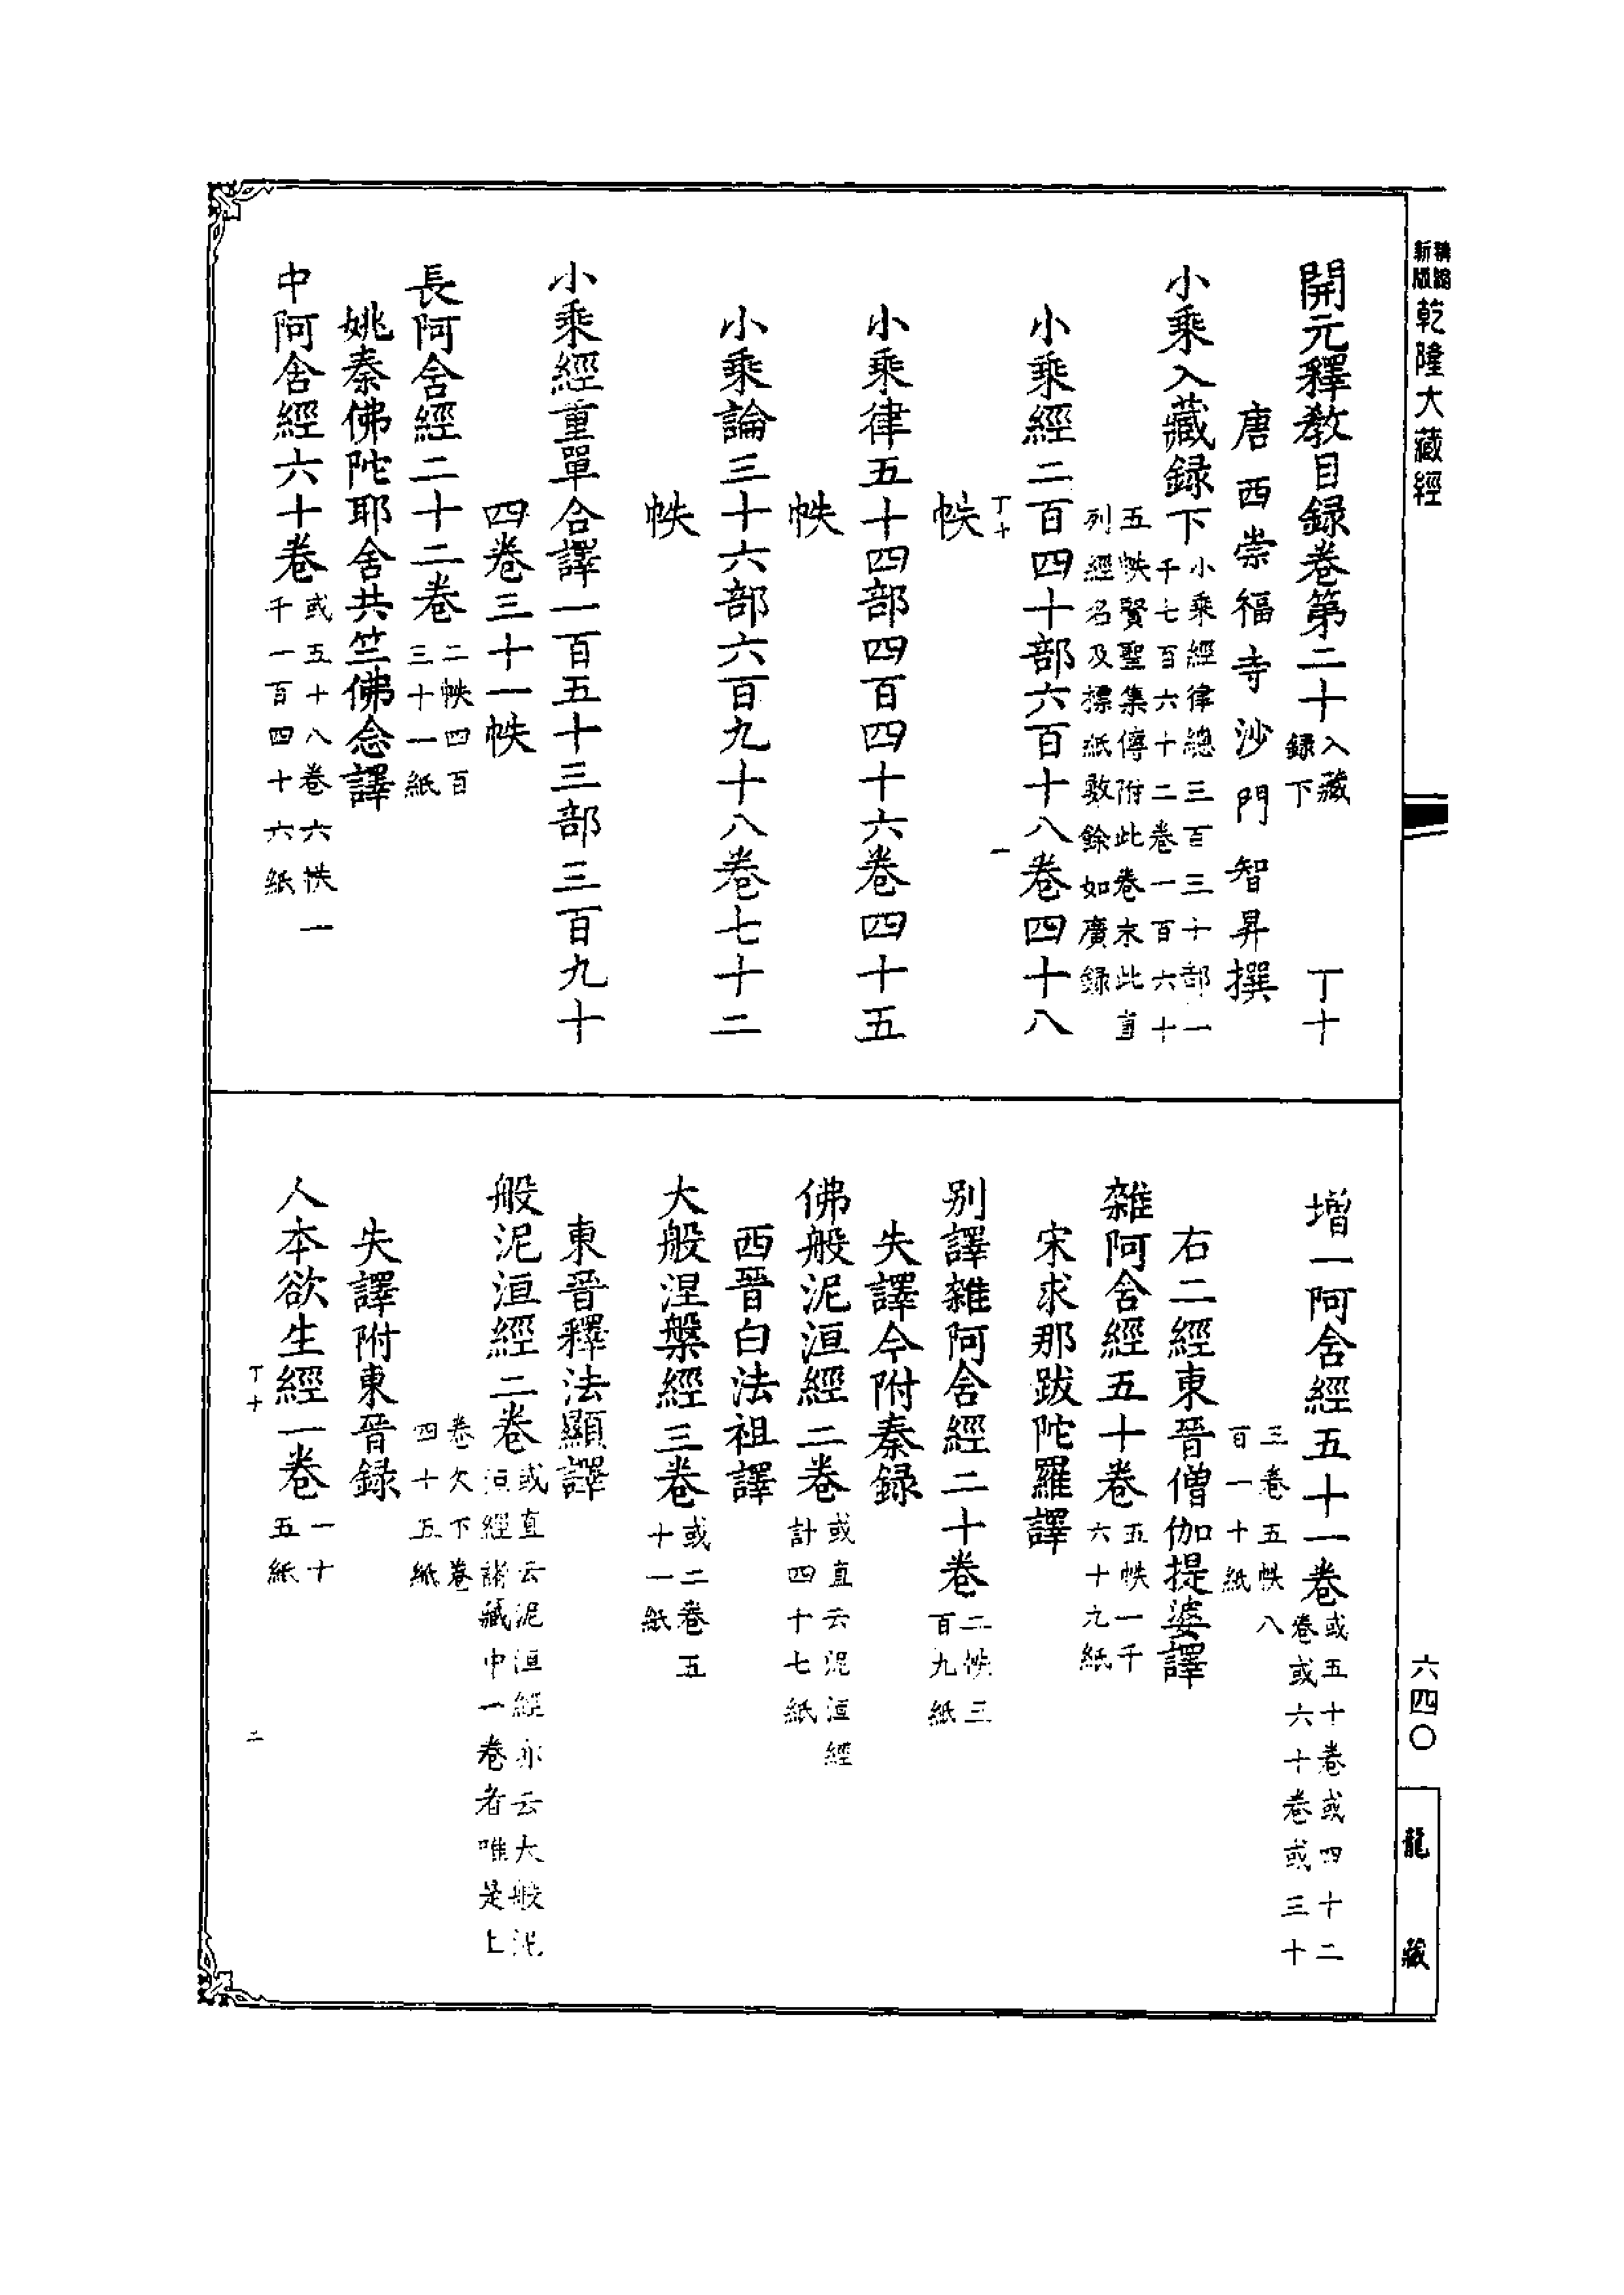 新版精縮
乾隆大藏經
開元釋教目録卷第二十入藏録下 丁十
唐西崇福寺沙門智昇撰
小乘入藏録下小乘經律總三百三十部一千七百六十二卷一百六十
五帙賢聖集傳附此卷末此直列經名及標紙數餘如廣録
小乘經二百四十部六百十八卷四十八
丁十 一
帙
小乘律五十四部四百四十六卷四十五
帙
小乘論三十六部六百九十八卷七十二
帙
小乘經重單合譯一百五十三部三百九十
四卷三十一帙
長阿含經二十二卷二帙四百三十一紙
姚秦佛陀耶舍共竺佛念譯
中阿含經六十卷或五十八卷六帙一千一百四十六紙
增一阿含經五十一卷或五十卷或四十二卷或六十卷或三十
三卷五帙八百一十紙
右二經東晉僧伽提婆譯
雜阿含經五十卷五帙一千六十九紙
宋求那跋陀羅譯
別譯雜阿含經二十卷二帙三百九紙
失譯今附秦録
佛般泥洹經二卷或直云泥洹經計四十七紙
西晉白法祖譯
大般涅槃經三卷或二卷五十一紙
東晉釋法顯譯
般泥洹經二卷或直云泥洹經亦云大般泥洹經諸藏中一卷者唯是上
卷欠下卷四十五紙
失譯附東晉録
人本欲生經一卷一十五紙
丁十 二
六四〇
龍藏